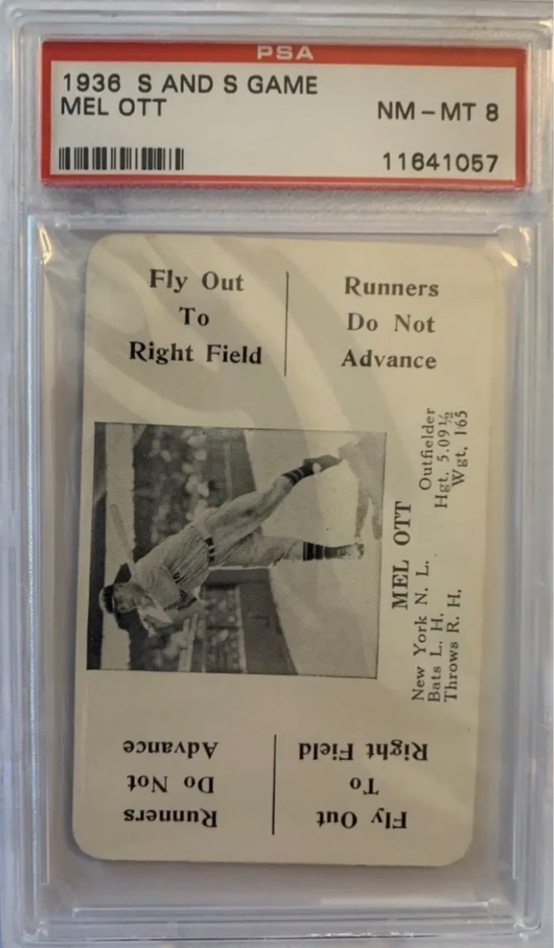 PSA
1936 S AND S GAME
MEL OTT
NM-MT 8
11641057
Fly Out
To
Right Field
Runners
Do Not
Advance
MEL OTT
New York N. L.
Outfielder
Bats L. H.
Hgt. 5.09½
Throws R. H.
Wgt. 165
Fly Out
To
Right Field
Runners
Do Not
Advance